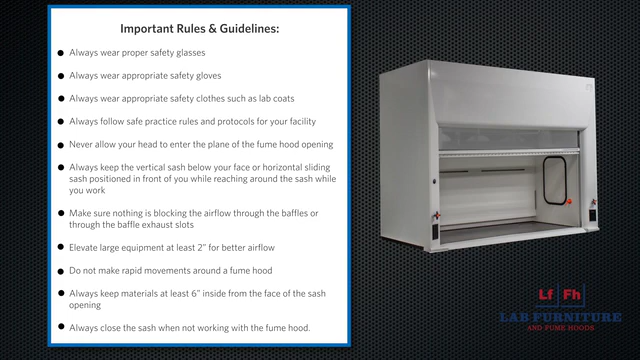 Important Rules & Guidelines:
● Always wear proper safety glasses
● Always wear appropriate safety gloves
● Always wear appropriate safety clothes such as lab coats
● Always follow safe practice rules and protocols for your facility
● Never allow your head to enter the plane of the fume hood opening
● Always keep the vertical sash below your face or horizontal sliding
sash positioned in front of you while reaching around the sash while
you work
● Make sure nothing is blocking the airflow through the baffles or
through the baffle exhaust slots
● Elevate large equipment at least 2" for better airflow
● Do not make rapid movements around a fume hood
● Always keep materials at least 6" inside from the face of the sash
opening
● Always close the sash when not working with the fume hood.
Lf Fh
LAB FURNITURE
AND FUME HOODS